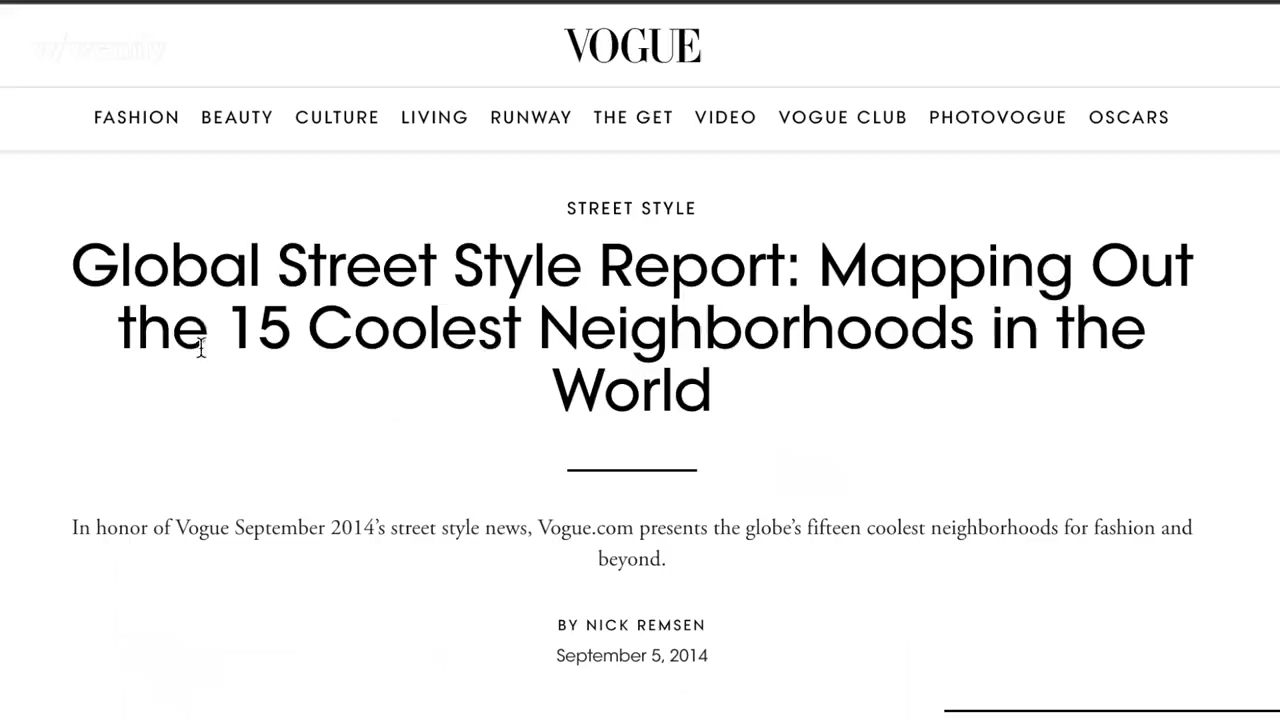 VOGUE
FASHION BEAUTY CULTURE LIVING RUNWAY THE GET VIDEO VOGUE CLUB PHOTOVOGUE OSCARS
STREET STYLE
Global Street Style Report: Mapping Out
the 15 Coolest Neighborhoods in the
World
In honor of Vogue September 2014’s street style news, Vogue.com presents the globe’s fifteen coolest neighborhoods for fashion and
beyond.
BY NICK REMSEN
September 5, 2014